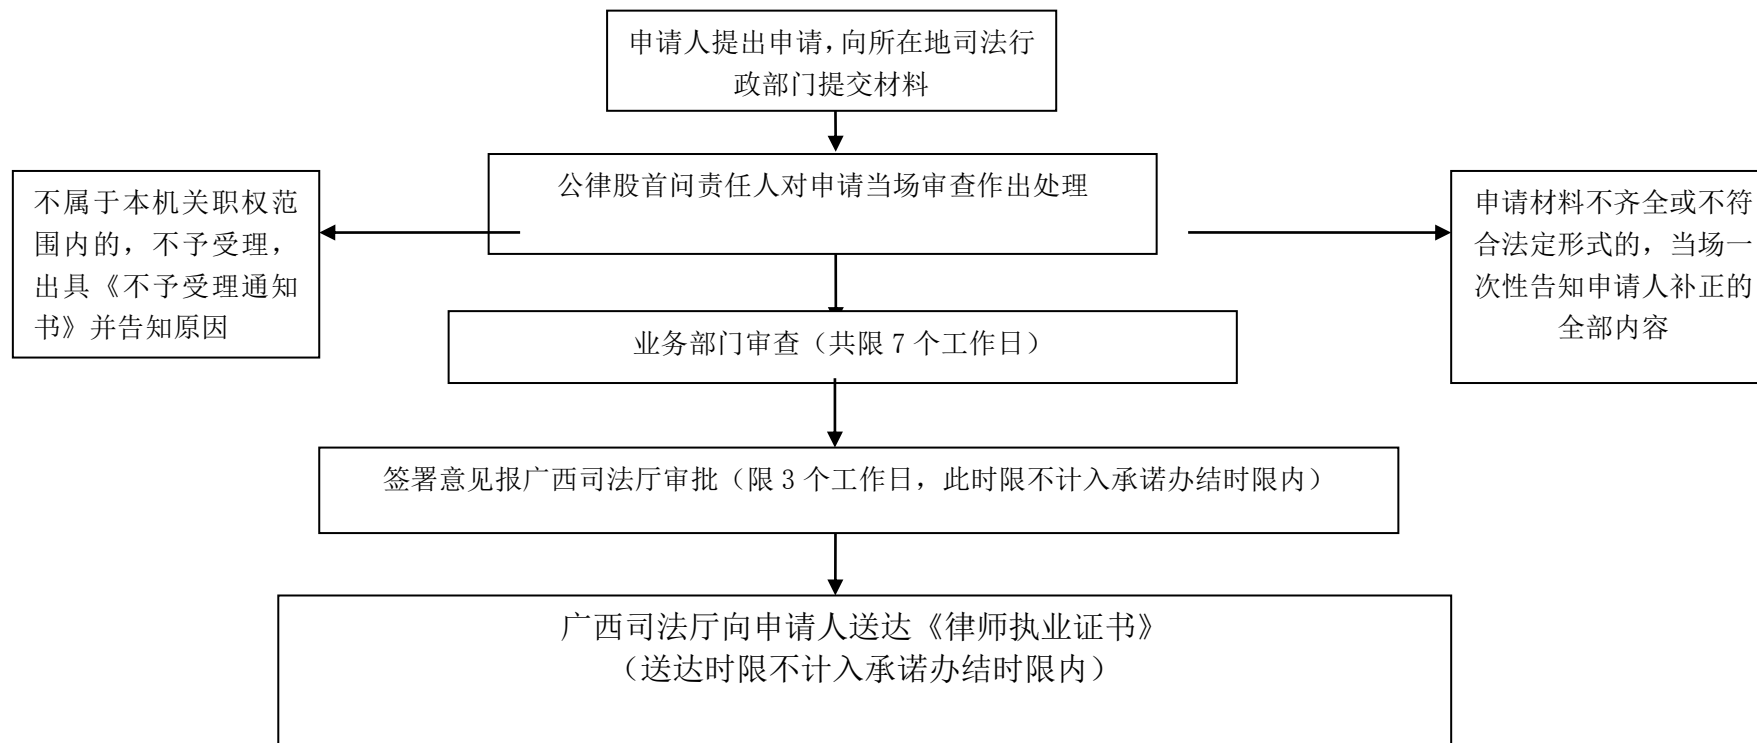 申请人提出申请，向所在地司法行
政部门提交材料
公律股首问责任人对申请当场审查作出处理
不属于本机关职权范
围内的，不予受理，
出具《不予受理通知
书》并告知原因
申请材料不齐全或不符
合法定形式的，当场一
次性告知申请人补正的
全部内容
业务部门审查（共限 7 个工作日）
签署意见报广西司法厅审批（限 3 个工作日，此时限不计入承诺办结时限内）
广西司法厅向申请人送达《律师执业证书》
（送达时限不计入承诺办结时限内）